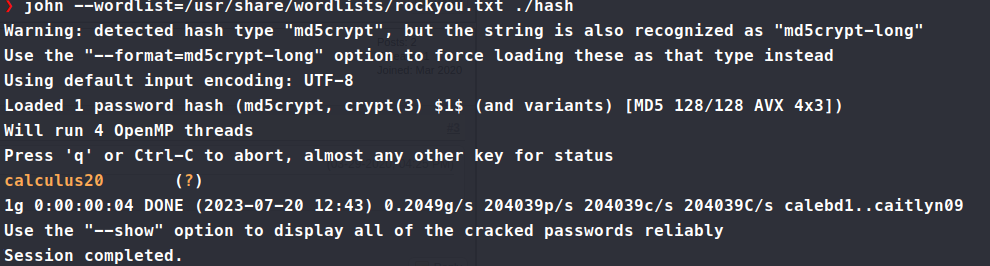 ❯ john --wordlist=/usr/share/wordlists/rockyou.txt ./hash
Warning: detected hash type "md5crypt", but the string is also recognized as "md5crypt-long"
Use the "--format=md5crypt-long" option to force loading these as that type instead
Using default input encoding: UTF-8
Loaded 1 password hash (md5crypt, crypt(3) $1$ (and variants) [MD5 128/128 AVX 4x3])
Will run 4 OpenMP threads
Press 'q' or Ctrl-C to abort, almost any other key for status
calculus20       (?)
1g 0:00:00:04 DONE (2023-07-20 12:43) 0.2049g/s 204039p/s 204039c/s 204039C/s calebd1..caitlyn09
Use the "--show" option to display all of the cracked passwords reliably
Session completed.